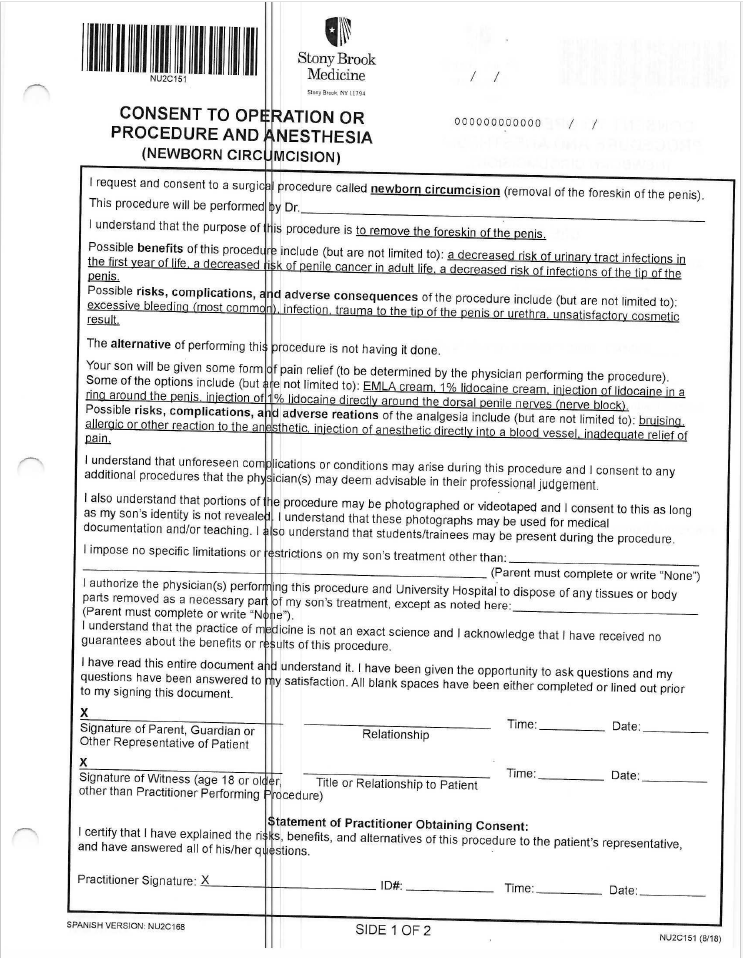 NU2C151
Stony Brook
Medicine
Stony Brook, NY 11794
/ /
CONSENT TO OPERATION OR
PROCEDURE AND ANESTHESIA
(NEWBORN CIRCUMCISION)
000000000000 / /
I request and consent to a surgical procedure called newborn circumcision (removal of the foreskin of the penis).
This procedure will be performed by Dr.
I understand that the purpose of this procedure is to remove the foreskin of the penis.
Possible benefits of this procedure include (but are not limited to): a decreased risk of urinary tract infections in
the first year of life, a decreased risk of penile cancer in adult life, a decreased risk of infections of the tip of the
penis.
Possible risks, complications, and adverse consequences of the procedure include (but are not limited to):
excessive bleeding (most common), infection, trauma to the tip of the penis or urethra, unsatisfactory cosmetic
result.
The alternative of performing this procedure is not having it done.
Your son will be given some form of pain relief (to be determined by the physician performing the procedure).
Some of the options include (but are not limited to): EMLA cream, 1% lidocaine cream, injection of lidocaine in a
ring around the penis, injection of 1% lidocaine directly around the dorsal penile nerves (nerve block).
Possible risks, complications, and adverse reations of the analgesia include (but are not limited to): bruising,
allergic or other reaction to the anesthetic, injection of anesthetic directly into a blood vessel, inadequate relief of
pain.
I understand that unforeseen complications or conditions may arise during this procedure and I consent to any
additional procedures that the physician(s) may deem advisable in their professional judgement.
I also understand that portions of the procedure may be photographed or videotaped and I consent to this as long
as my son's identity is not revealed. I understand that these photographs may be used for medical
documentation and/or teaching. I also understand that students/trainees may be present during the procedure.
I impose no specific limitations or restrictions on my son's treatment other than:
(Parent must complete or write "None")
I authorize the physician(s) performing this procedure and University Hospital to dispose of any tissues or body
parts removed as a necessary part of my son's treatment, except as noted here:
(Parent must complete or write "None").
I understand that the practice of medicine is not an exact science and I acknowledge that I have received no
guarantees about the benefits or results of this procedure.
I have read this entire document and understand it. I have been given the opportunity to ask questions and my
questions have been answered to my satisfaction. All blank spaces have been either completed or lined out prior
to my signing this document.
X
Signature of Parent, Guardian or Relationship Time: Date:
Other Representative of Patient
X
Signature of Witness (age 18 or older, Title or Relationship to Patient Time: Date:
other than Practitioner Performing Procedure)
Statement of Practitioner Obtaining Consent:
I certify that I have explained the risks, benefits, and alternatives of this procedure to the patient's representative,
and have answered all of his/her questions.
Practitioner Signature: X ID#: Time: Date:
SPANISH VERSION: NU2C168 SIDE 1 OF 2 NU2C151 (8/18)